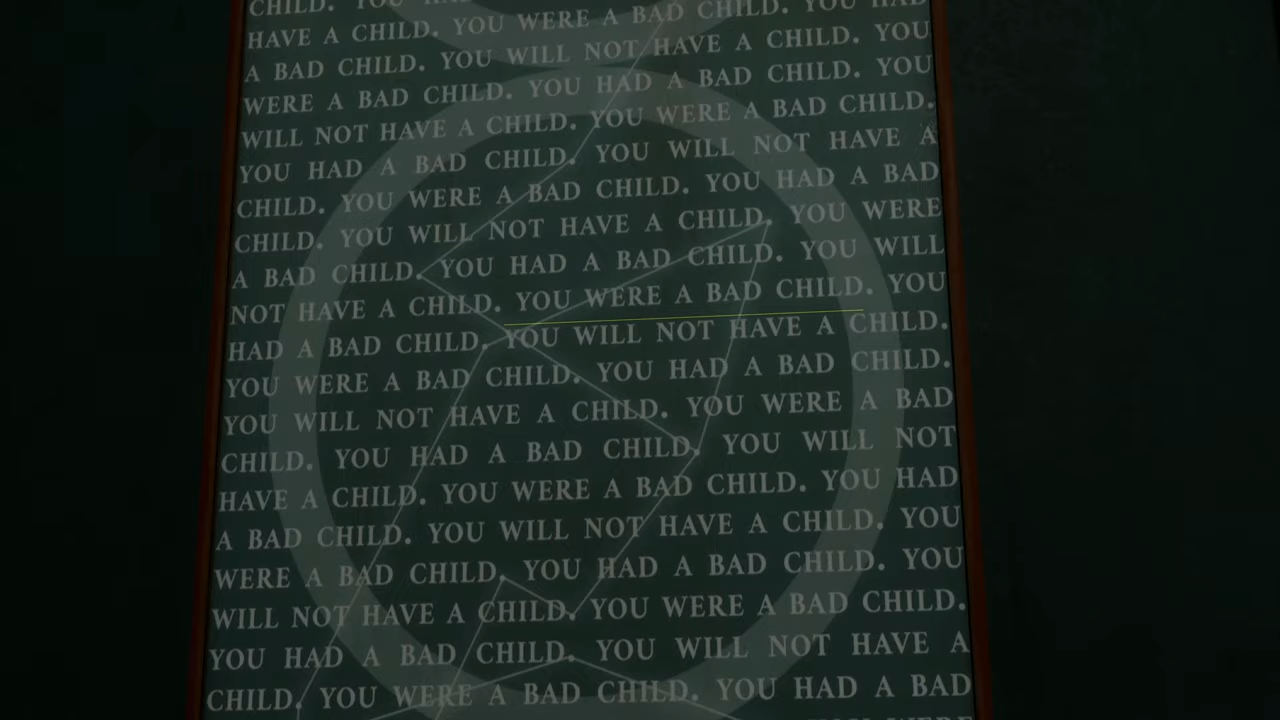 CHILD. YOU
HAVE A CHILD. YOU WERE A BAD CHILD. YOU HAD
A BAD CHILD. YOU WILL NOT HAVE A CHILD. YOU
WERE A BAD CHILD. YOU HAD A BAD CHILD. YOU
WILL NOT HAVE A CHILD. YOU WERE A BAD CHILD.
YOU HAD A BAD CHILD. YOU WILL NOT HAVE A
CHILD. YOU WERE A BAD CHILD. YOU HAD A BAD
CHILD. YOU WILL NOT HAVE A CHILD. YOU WERE
A BAD CHILD. YOU HAD A BAD CHILD. YOU WILL
NOT HAVE A CHILD. YOU WERE A BAD CHILD. YOU
HAD A BAD CHILD. YOU WILL NOT HAVE A CHILD.
YOU WERE A BAD CHILD. YOU HAD A BAD CHILD.
YOU WILL NOT HAVE A CHILD. YOU WERE A BAD
CHILD. YOU HAD A BAD CHILD. YOU WILL NOT
HAVE A CHILD. YOU WERE A BAD CHILD. YOU HAD
A BAD CHILD. YOU WILL NOT HAVE A CHILD. YOU
WERE A BAD CHILD. YOU HAD A BAD CHILD. YOU
WILL NOT HAVE A CHILD. YOU WERE A BAD CHILD.
YOU HAD A BAD CHILD. YOU WILL NOT HAVE A
CHILD. YOU WERE A BAD CHILD. YOU HAD A BAD